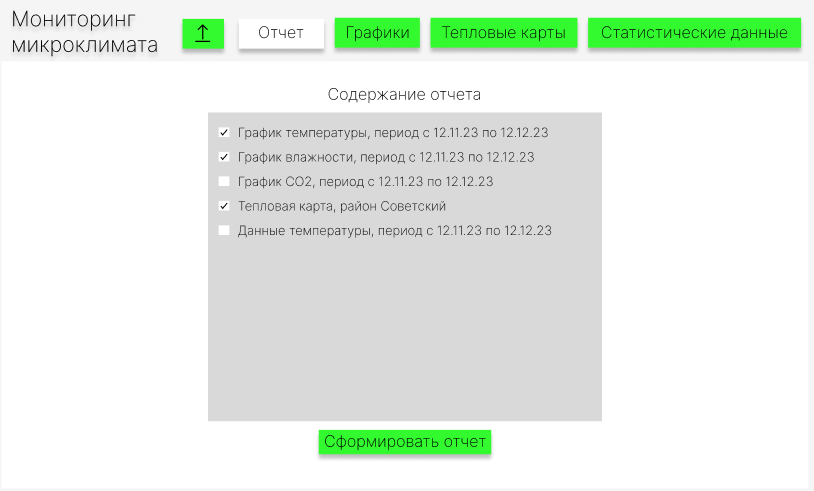 Мониторинг
микроклимата
Отчет
Графики
Тепловые карты
Статистические данные
Содержание отчета
График температуры, период с 12.11.23 по 12.12.23
График влажности, период с 12.11.23 по 12.12.23
График СО2, период с 12.11.23 по 12.12.23
Тепловая карта, район Советский
Данные температуры, период с 12.11.23 по 12.12.23
Сформировать отчет